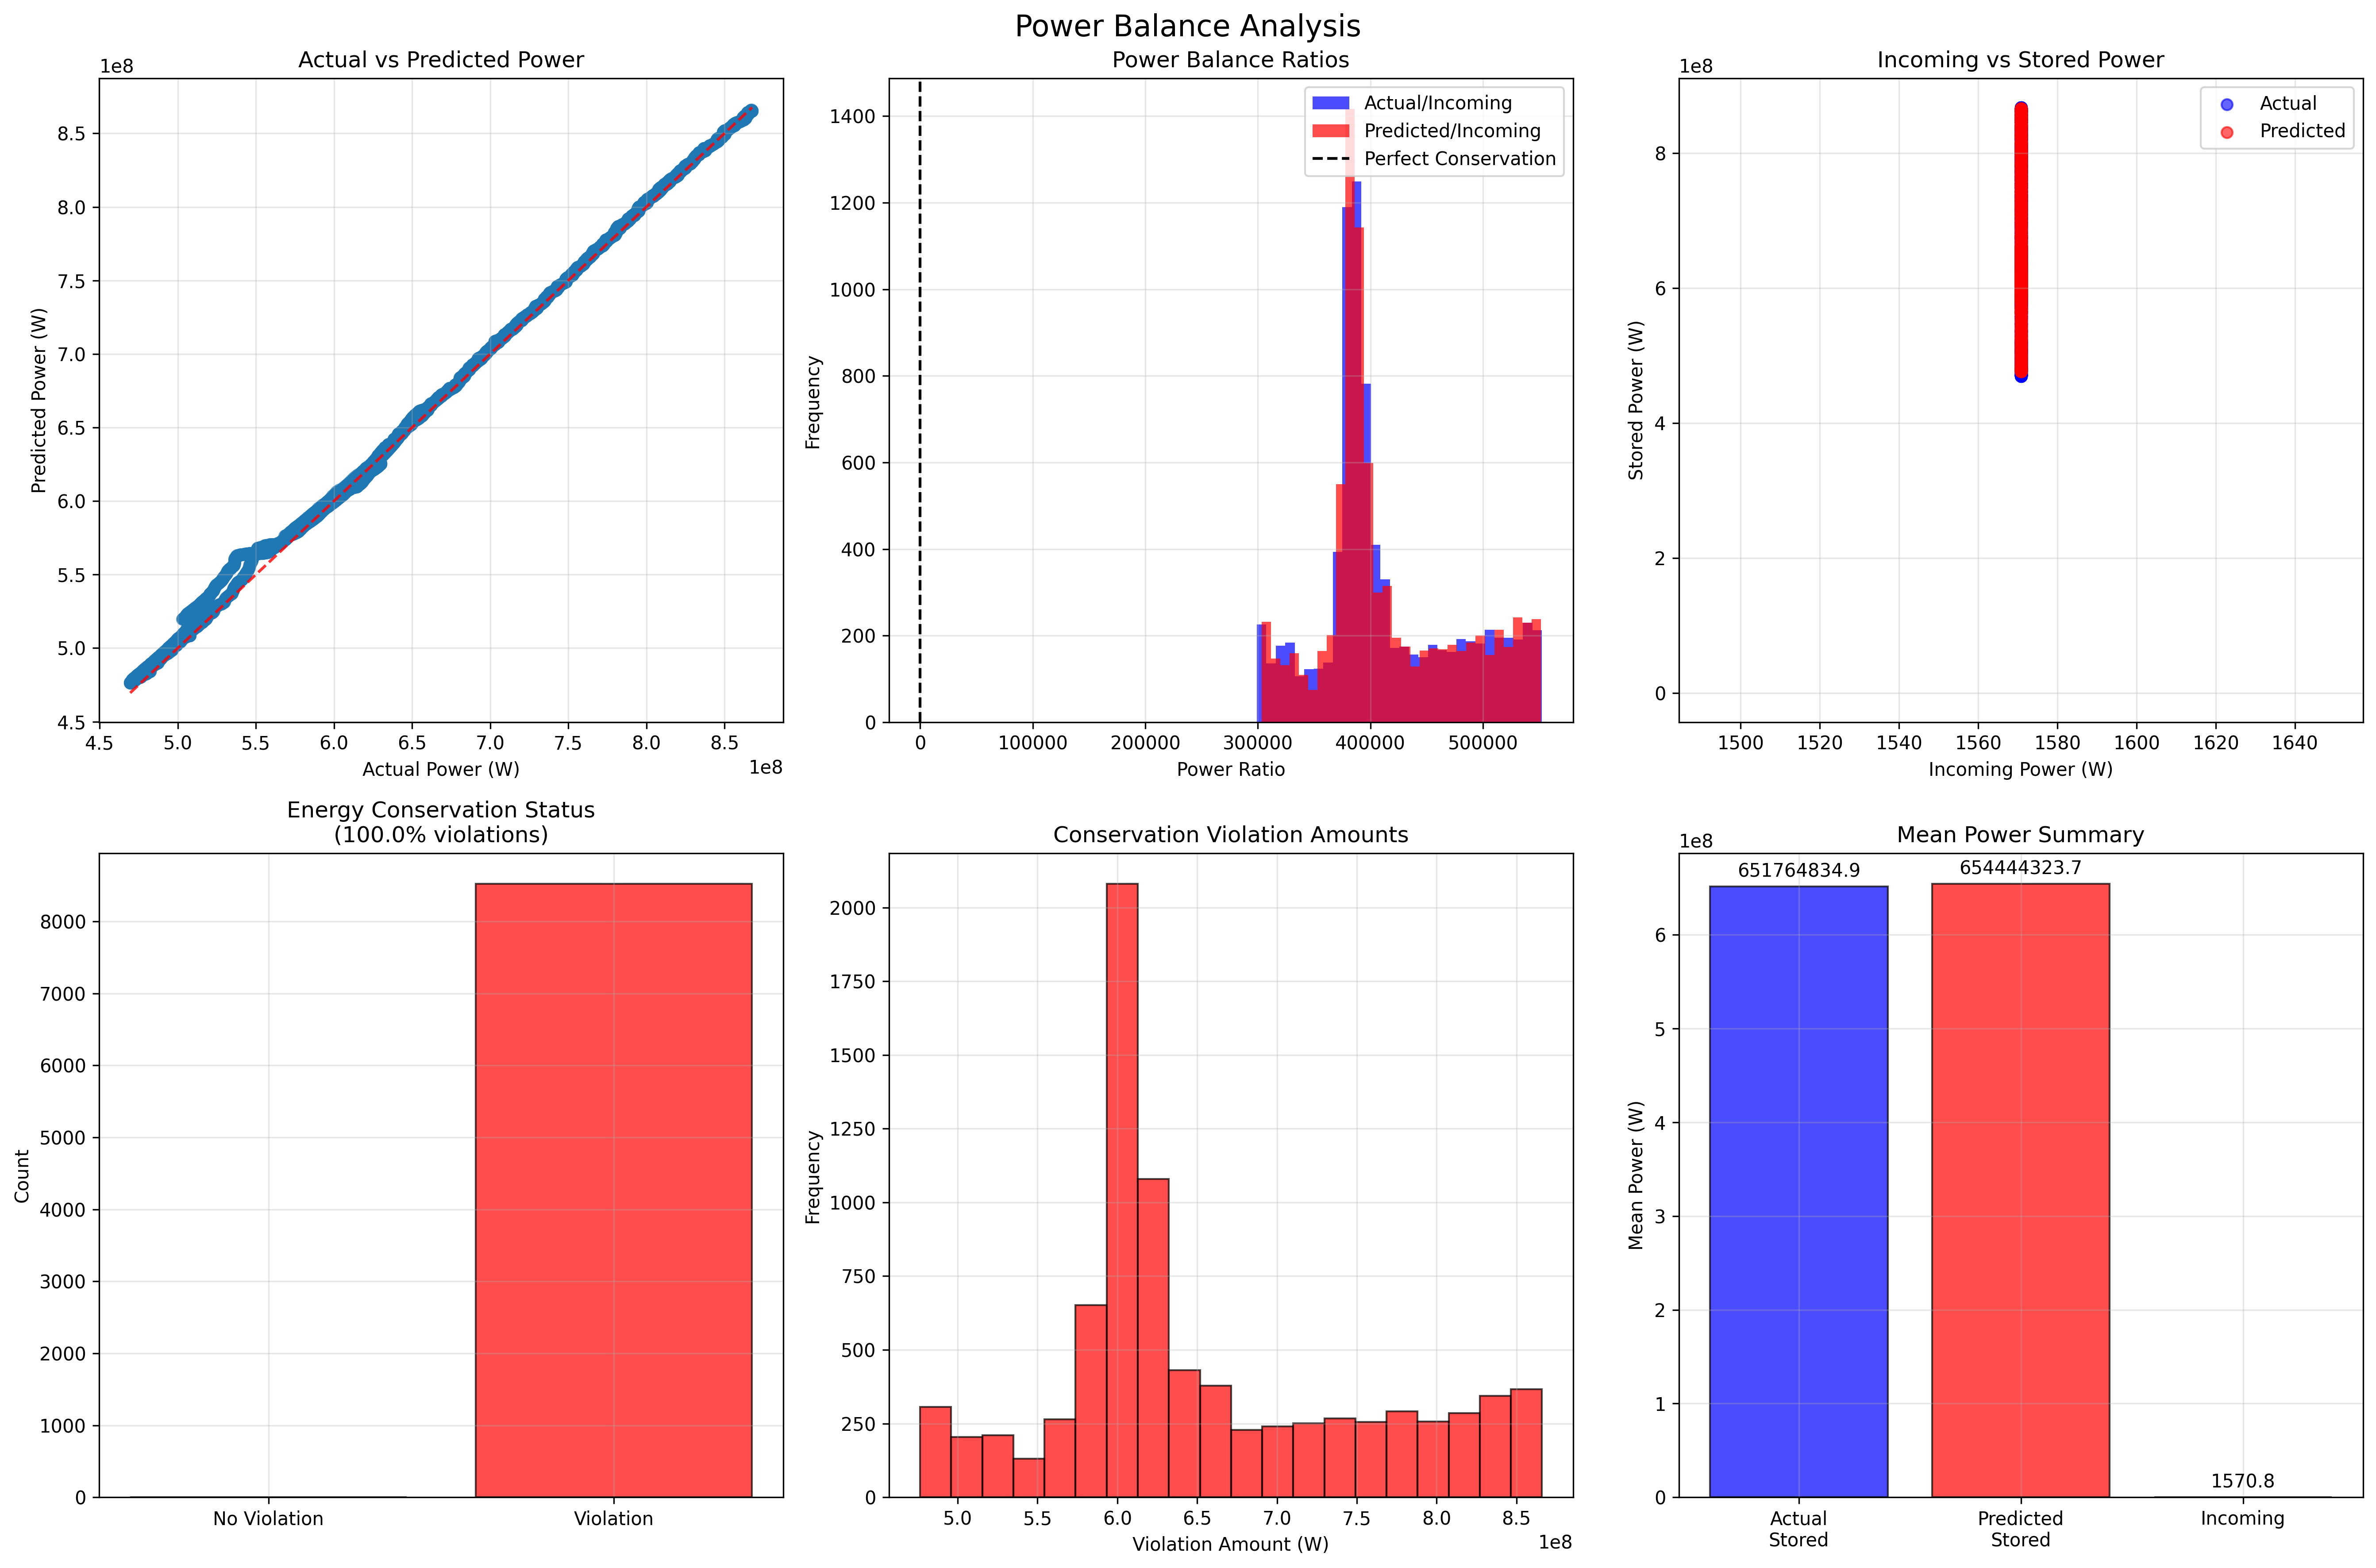 Power Balance Analysis
Actual vs Predicted Power
1e8
8.5
8.0
7.5
7.0
6.5
6.0
5.5
5.0
4.5
Predicted Power (W)
4.5 5.0 5.5 6.0 6.5 7.0 7.5 8.0 8.5
Actual Power (W)
1e8
Power Balance Ratios
Actual/Incoming
Predicted/Incoming
Perfect Conservation
1400
1200
1000
800
600
400
200
0
Frequency
0 100000 200000 300000 400000 500000
Power Ratio
Incoming vs Stored Power
1e8
Actual
Predicted
8
6
4
2
0
Stored Power (W)
1500 1520 1540 1560 1580 1600 1620 1640
Incoming Power (W)
Energy Conservation Status
(100.0% violations)
8000
7000
6000
5000
4000
3000
2000
1000
0
Count
No Violation Violation
Conservation Violation Amounts
2000
1750
1500
1250
1000
750
500
250
0
Frequency
5.0 5.5 6.0 6.5 7.0 7.5 8.0 8.5
Violation Amount (W)
1e8
Mean Power Summary
1e8
651764834.9
654444323.7
1570.8
6
5
4
3
2
1
0
Mean Power (W)
Actual
Stored
Predicted
Stored
Incoming